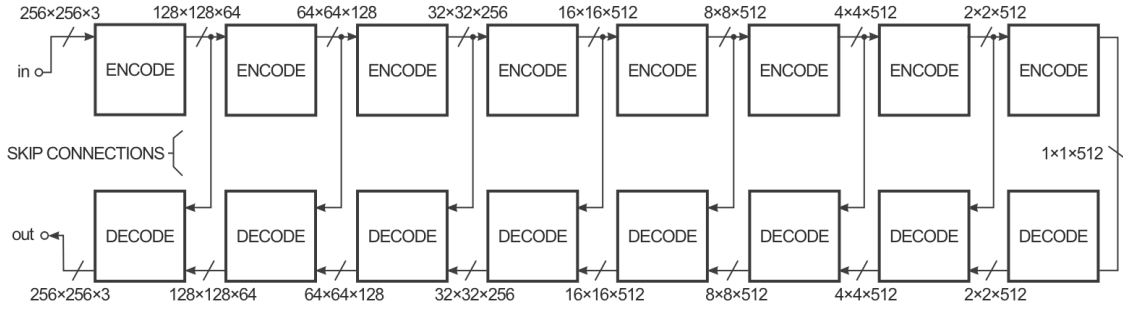 256×256×3
128×128×64
64×64×128
32×32×256
16×16×512
8×8×512
4×4×512
2×2×512
in
ENCODE
ENCODE
ENCODE
ENCODE
ENCODE
ENCODE
ENCODE
ENCODE
SKIP CONNECTIONS
1×1×512
out
DECODE
DECODE
DECODE
DECODE
DECODE
DECODE
DECODE
DECODE
256×256×3
128×128×64
64×64×128
32×32×256
16×16×512
8×8×512
4×4×512
2×2×512